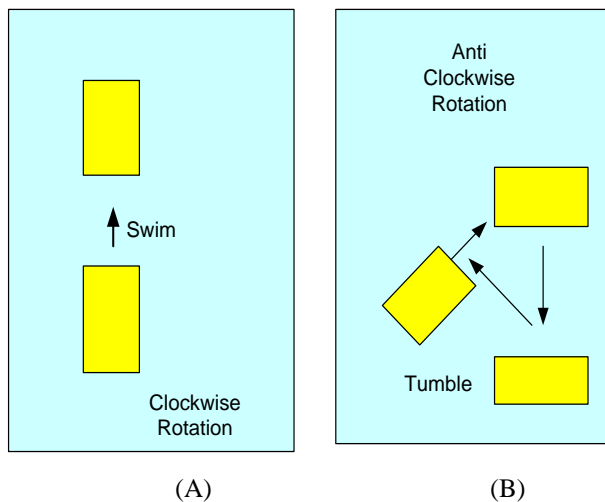 Swim
Clockwise
Rotation
(A)
Anti
Clockwise
Rotation
Tumble
(B)